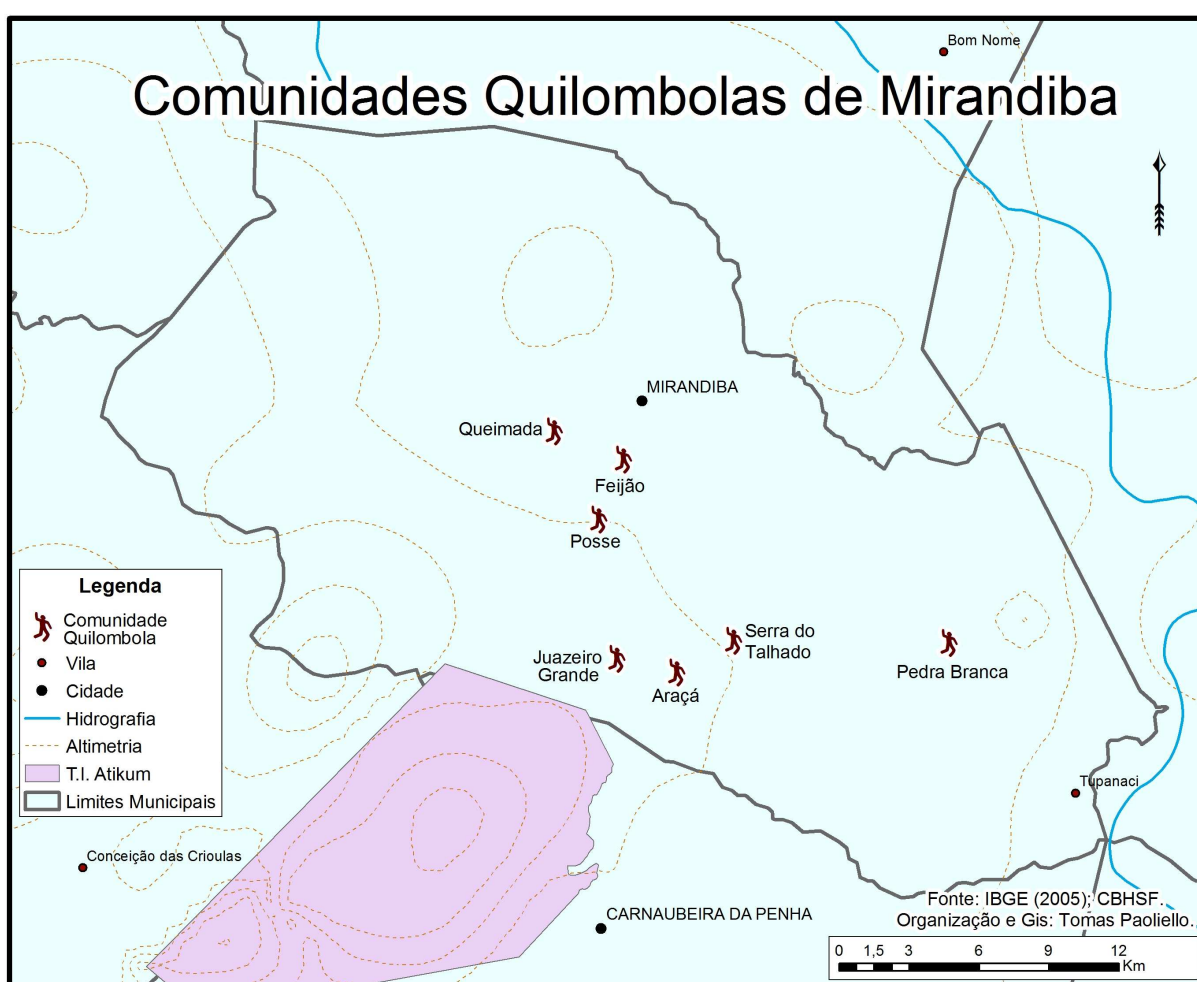 Bom Nome
Comunidades Quilombolas de Mirandiba
MIRANDIBA
Queimada
Feijão
Posse
Serra do
Talhado
Juazeiro
Grande
Araçá
Pedra Branca
Legenda
Comunidade
Quilombola
Vila
Cidade
Hidrografia
Altimetria
T.I. Atikum
Limites Municipais
Tupanaci
Conceição das Crioulas
CARNAUBEIRA DA PENHA
Fonte: IBGE (2005); CBHSF.
Organização e Gis: Tomas Paoliello.
0 1,5 3 6 9 12
Km